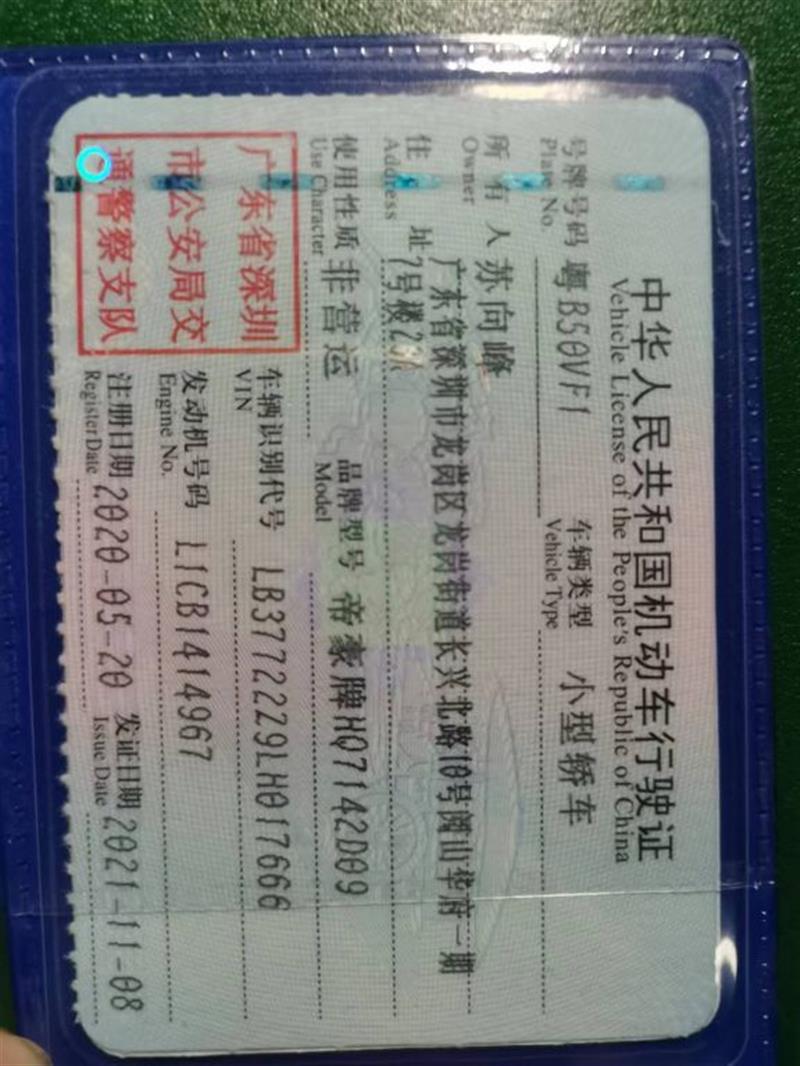 中华人民共和国机动车行驶证
Vehicle License of the People's Republic of China
号牌号码 粤B50VF1 车辆类型 小型轿车
Plate No. Vehicle Type
所有人 苏向峰
Owner
住址 广东省深圳市龙岗区龙岗街道长兴北路10号阅山华府一期
Address 7号楼29A
使用性质 非营运 品牌型号 帝豪牌HQ7142D09
Use Character Model
广东省深圳
市公安局交
通警察支队
车辆识别代号 LB37722Z9LH017666
VIN
发动机号码 L1CB1414967
Engine No.
注册日期 2020-05-20 发证日期 2021-11-08
Register Date Issue Date